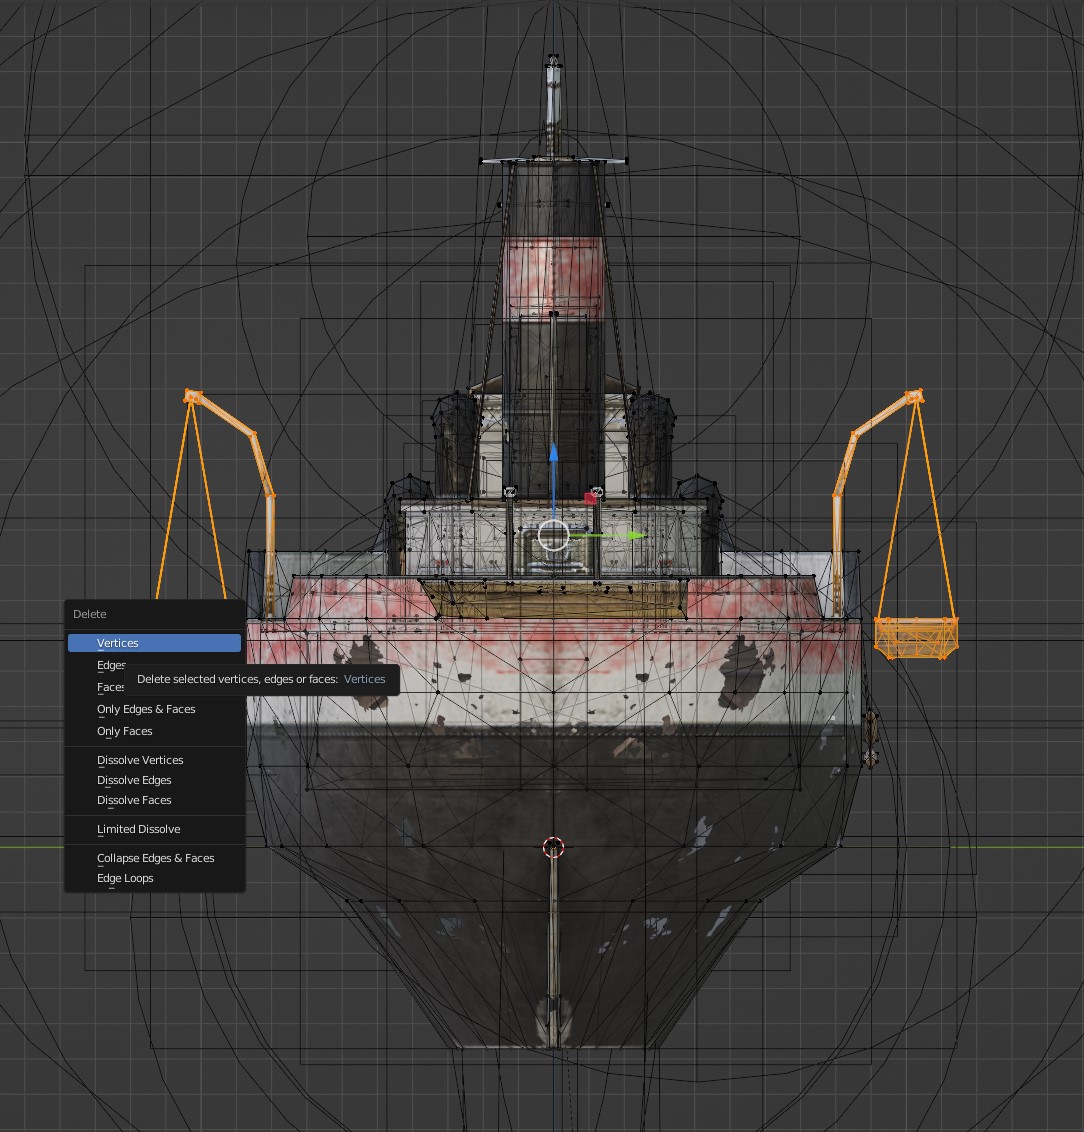 Delete
Vertices
Edges
Delete selected vertices, edges or faces: Vertices
Faces
Only Edges & Faces
Only Faces
Dissolve Vertices
Dissolve Edges
Dissolve Faces
Limited Dissolve
Collapse Edges & Faces
Edge Loops